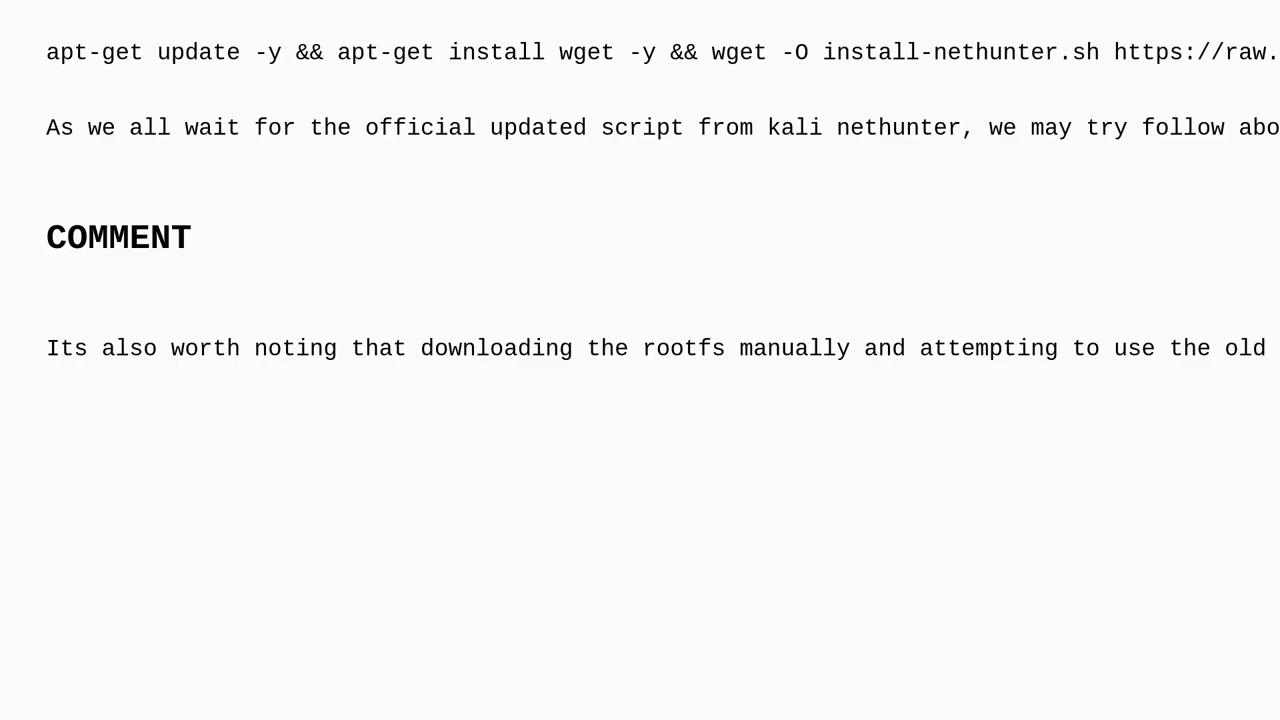 apt-get update -y && apt-get install wget -y && wget -O install-nethunter.sh https://raw.
As we all wait for the official updated script from kali nethunter, we may try follow abo
COMMENT
Its also worth noting that downloading the rootfs manually and attempting to use the old